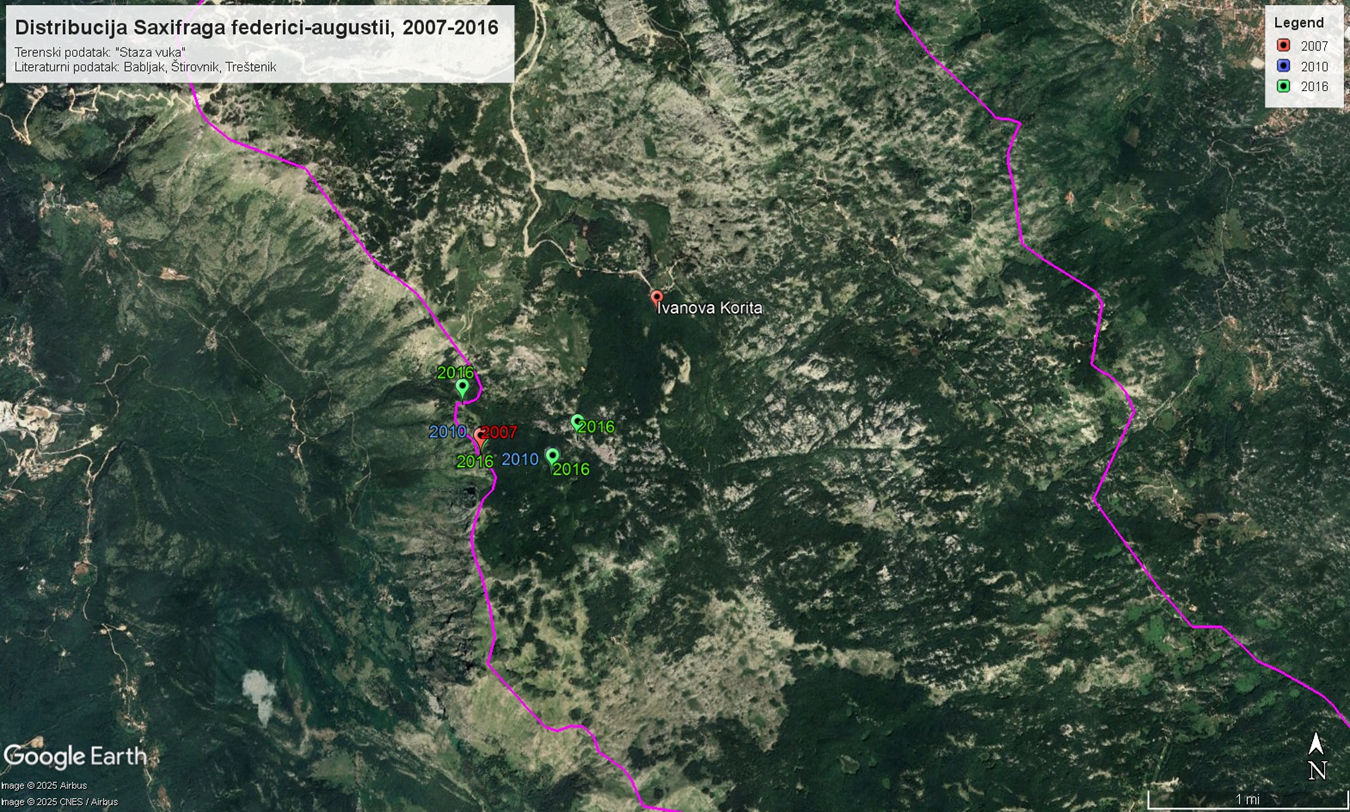 Distribucija Saxifraga federici-augustii, 2007-2016
Terenski podatak: "Staza vuka"
Literaturni podatak: Babljak, Štirovnik, Treštenik
Legend
2007
2010
2016
Ivanova Korita
2016
2016
2010
2007
2016
2010
2016
Google Earth
Image © 2025 Airbus
Image © 2025 CNES / Airbus
N
1 mi